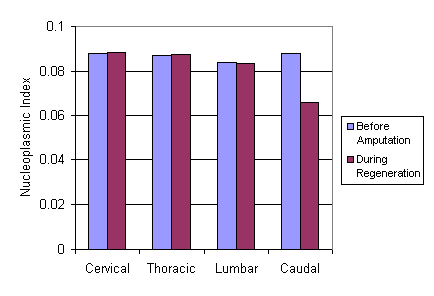 0.1
0.08
0.06
0.04
0.02
0
Nucleoplasmic Index
Cervical Thoracic Lumbar Caudal
Before
Amputation
During
Regeneration